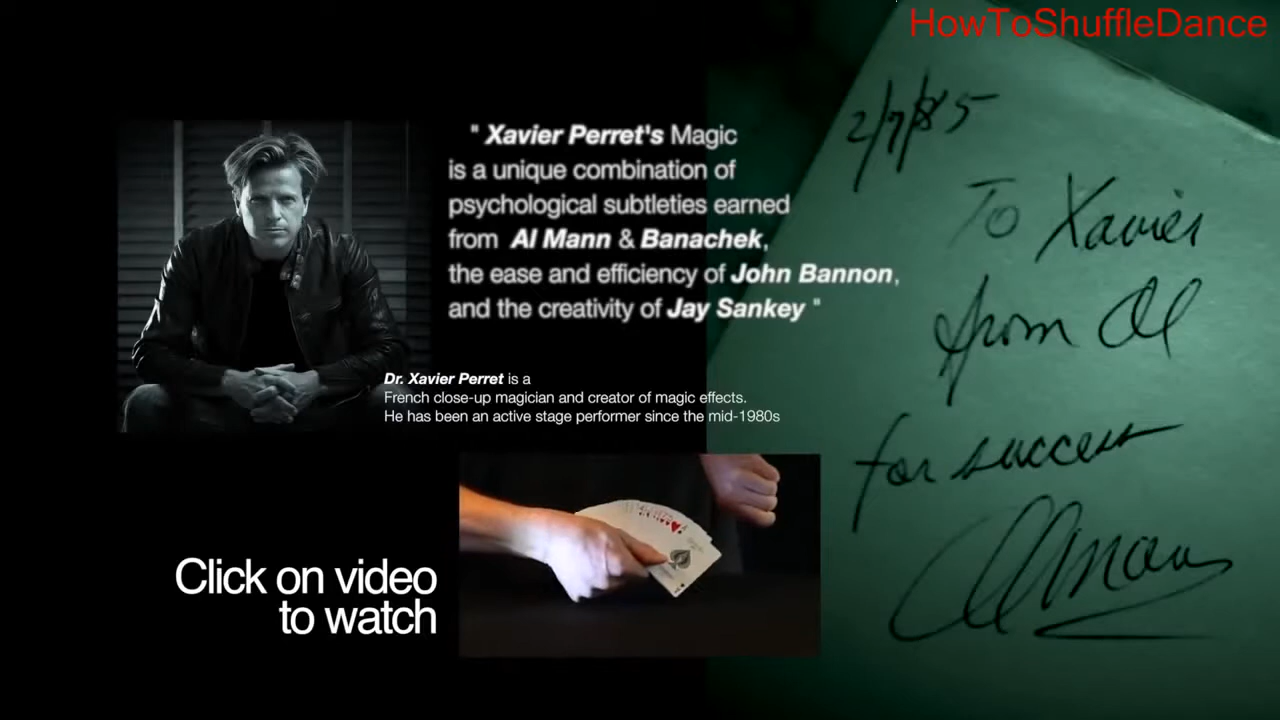 HowToShuffleDance
" Xavier Perret's Magic
is a unique combination of
psychological subtleties earned
from Al Mann & Banachek,
the ease and efficiency of John Bannon,
and the creativity of Jay Sankey "
Dr. Xavier Perret is a
French close-up magician and creator of magic effects.
He has been an active stage performer since the mid-1980s
Click on video
to watch
2/7/85
To Xavier
from Al
for success
Al Mann